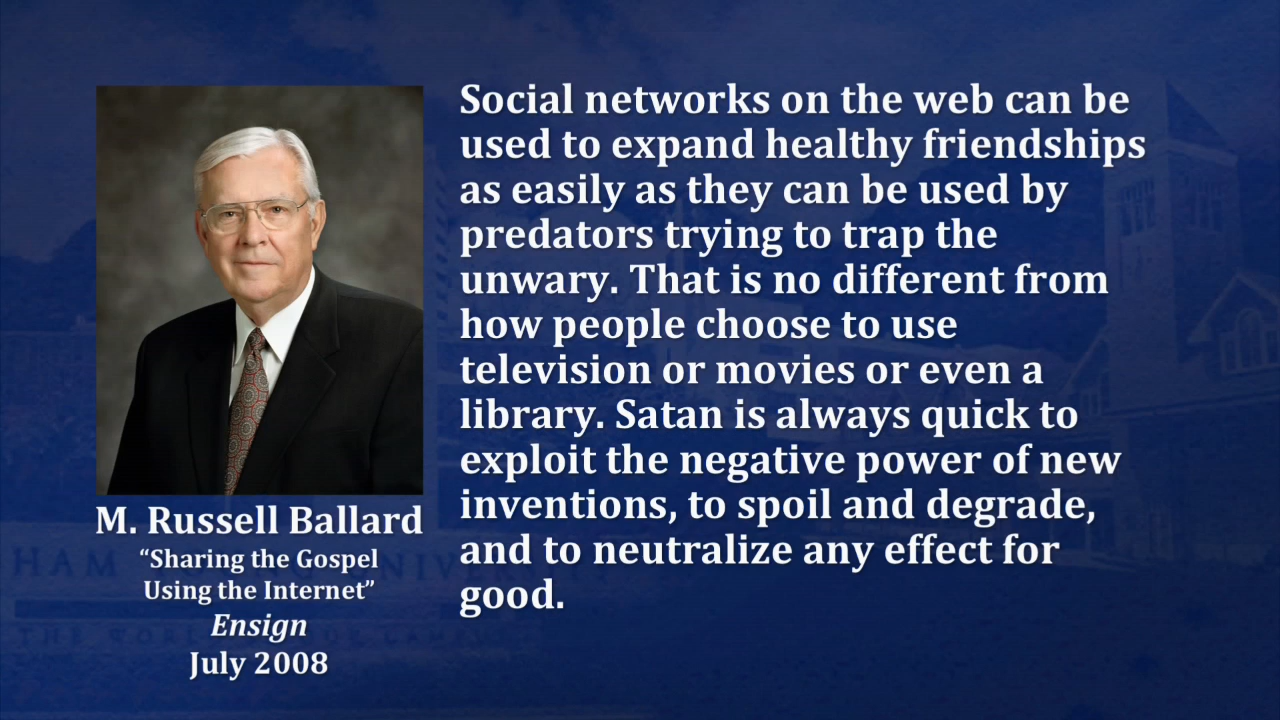 Social networks on the web can be
used to expand healthy friendships
as easily as they can be used by
predators trying to trap the
unwary. That is no different from
how people choose to use
television or movies or even a
library. Satan is always quick to
exploit the negative power of new
inventions, to spoil and degrade,
and to neutralize any effect for
good.
M. Russell Ballard
“Sharing the Gospel
Using the Internet”
Ensign
July 2008
HAM